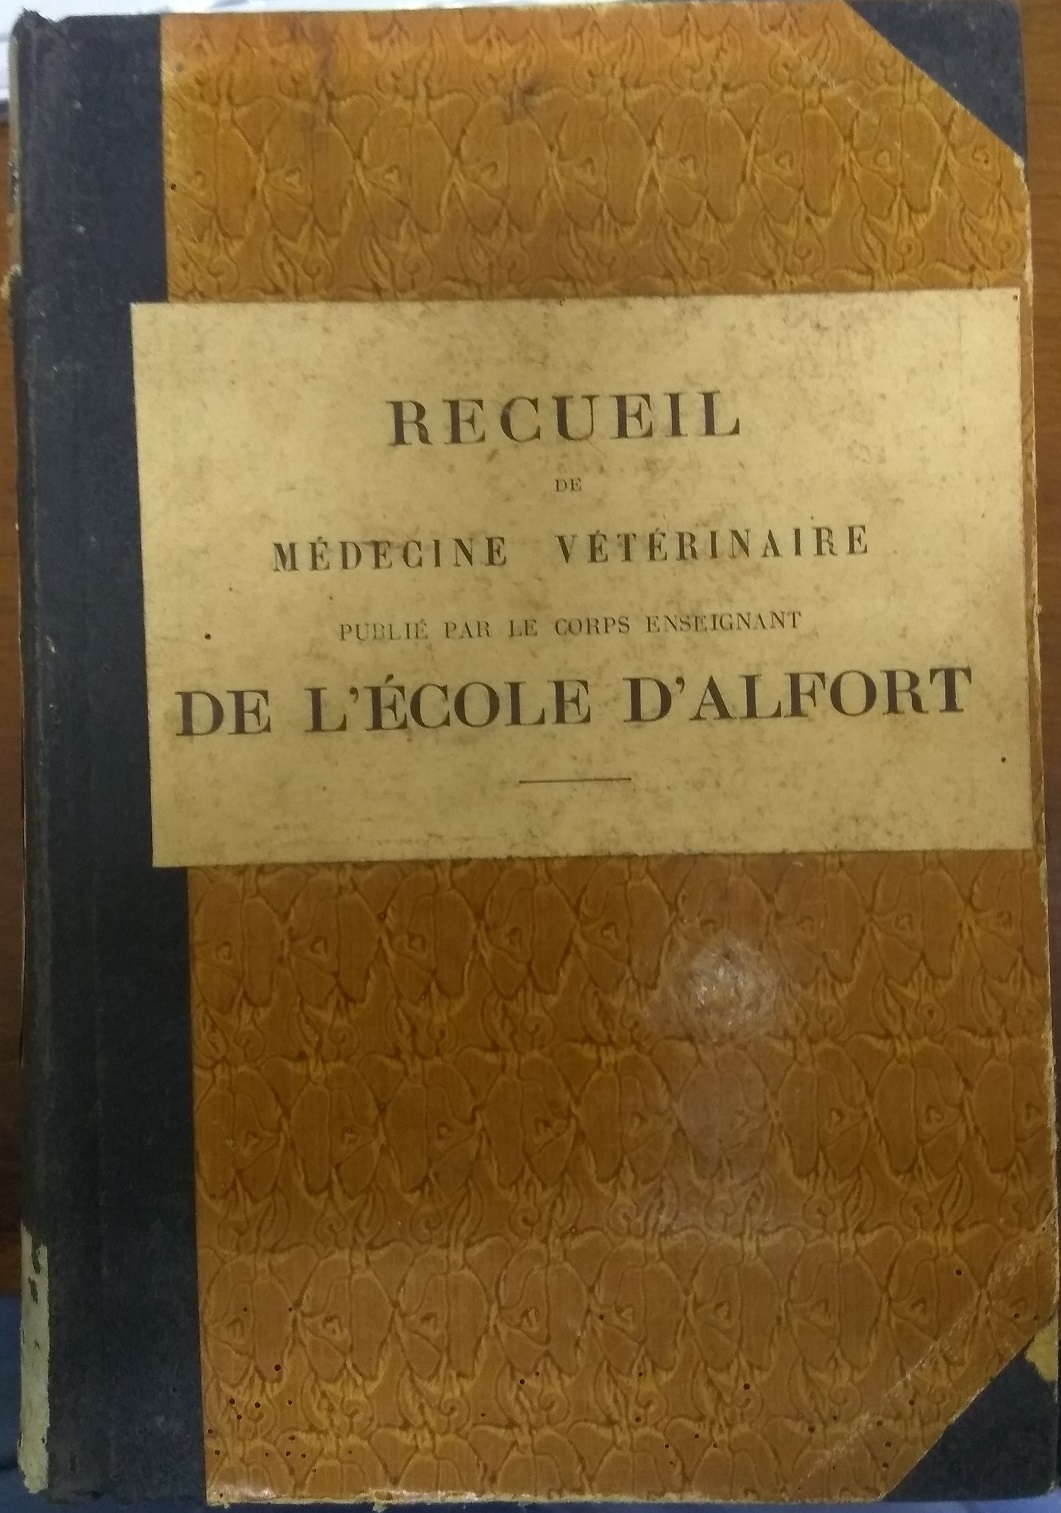 RECUEIL
DE
MÉDECINE VÉTÉRINAIRE
PUBLIÉ PAR LE CORPS ENSEIGNANT
DE L'ÉCOLE D'ALFORT